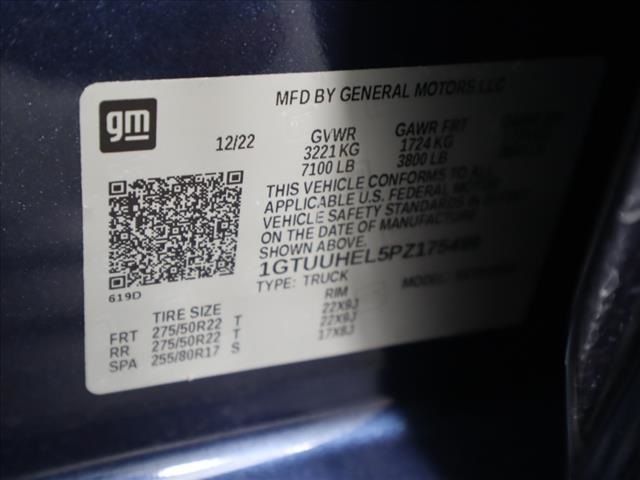 gm
MFD BY GENERAL MOTORS LLC
12/22 GVWR GAWR FRT
3221 KG 1724 KG
7100 LB 3800 LB
THIS VEHICLE CONFORMS TO ALL
APPLICABLE U.S. FEDERAL MOTOR
VEHICLE SAFETY STANDARDS IN EFFECT
ON THE DATE OF MANUFACTURE
SHOWN ABOVE.
TYPE: TRUCK
619D
TIRE SIZE RIM
FRT 275/50R22 T 22X9J
RR 275/50R22 T 22X9J
SPA 255/80R17 S 17X8J